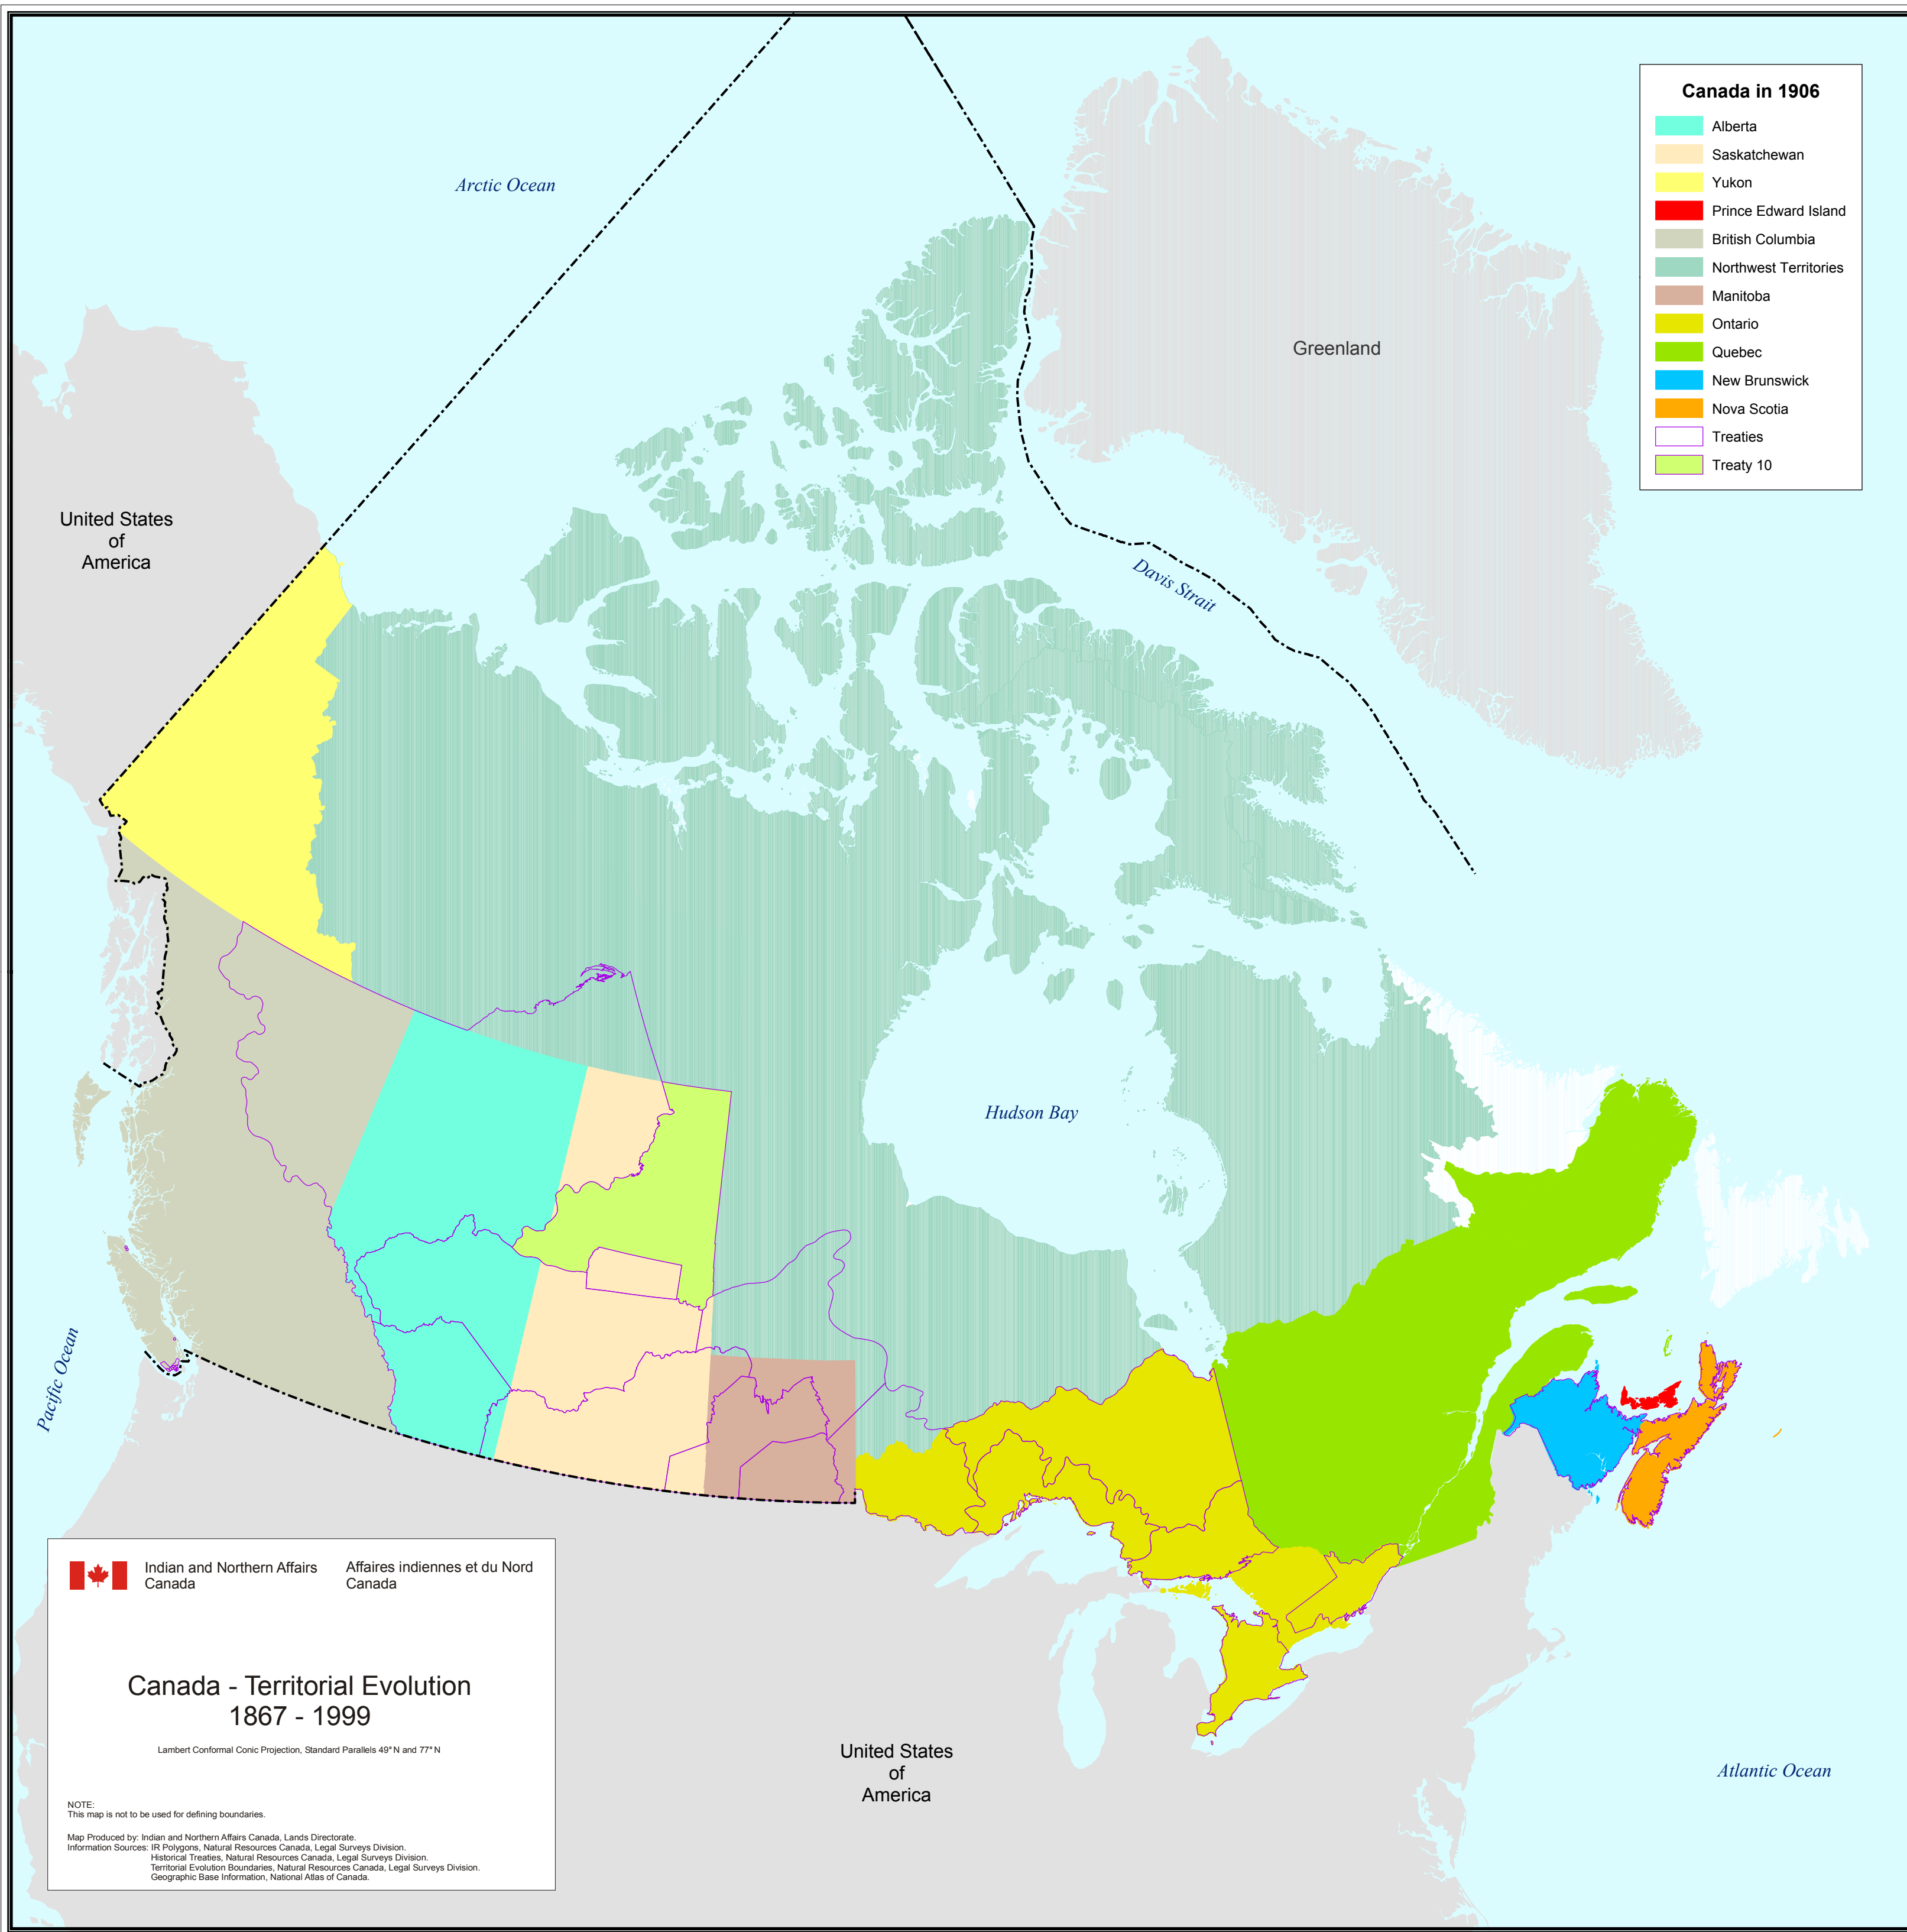 Canada in 1906
Alberta
Saskatchewan
Yukon
Prince Edward Island
British Columbia
Northwest Territories
Manitoba
Ontario
Quebec
New Brunswick
Nova Scotia
Treaties
Treaty 10
Arctic Ocean
Greenland
United States
of
America
Davis Strait
Hudson Bay
Pacific Ocean
United States
of
America
Atlantic Ocean
Indian and Northern Affairs
Canada
Affaires indiennes et du Nord
Canada
Canada - Territorial Evolution
1867 - 1999
Lambert Conformal Conic Projection, Standard Parallels 49° N and 77° N
NOTE:
This map is not to be used for defining boundaries.
Map Produced by: Indian and Northern Affairs Canada, Lands Directorate.
Information Sources: IR Polygons, Natural Resources Canada, Legal Surveys Division.
Historical Treaties, Natural Resources Canada, Legal Surveys Division.
Territorial Evolution Boundaries, Natural Resources Canada, Legal Surveys Division.
Geographic Base Information, National Atlas of Canada.